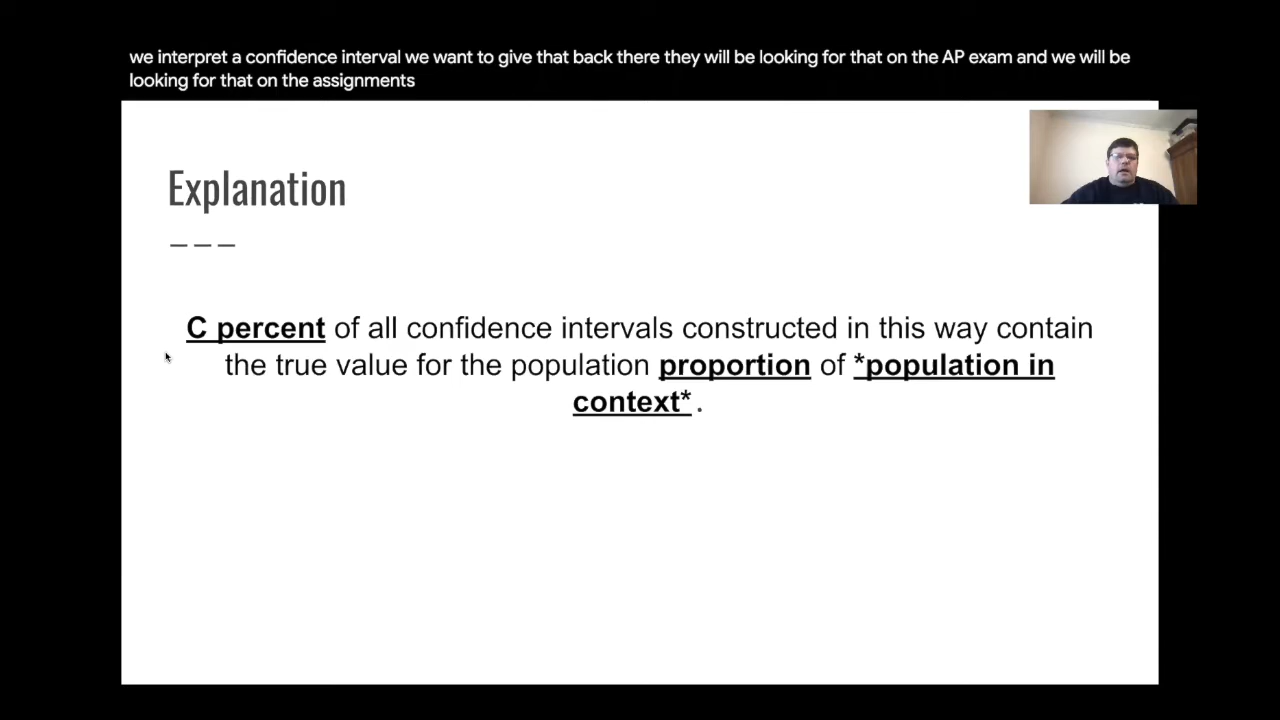 we interpret a confidence interval we want to give that back there they will be looking for that on the AP exam and we will be
looking for that on the assignments
Explanation
C percent of all confidence intervals constructed in this way contain
the true value for the population proportion of *population in
context*.